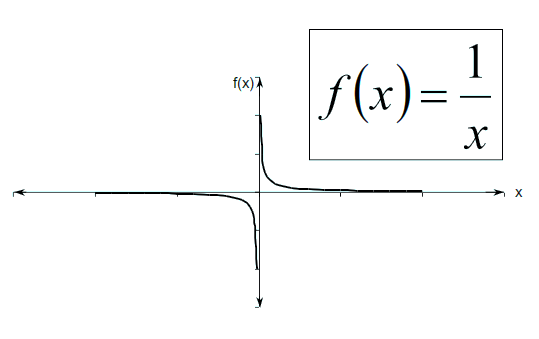 f(x)
f(x) = 1/x
x